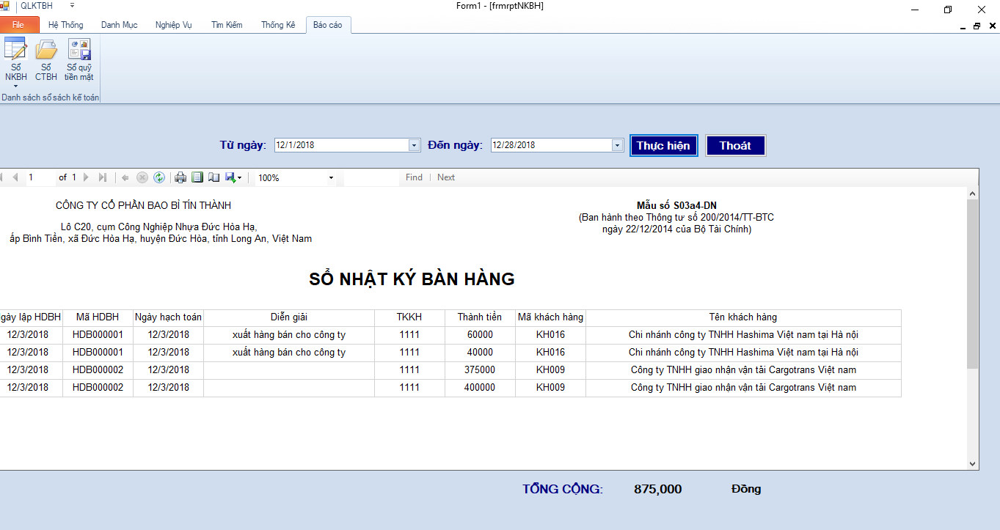 QLKTBH
Form1 - [frmrptNKBH]
File Hệ Thống Danh Mục Nghiệp Vụ Tìm Kiếm Thống Kê Báo cáo
Sổ NKBH
Sổ CTBH
Sổ quỹ tiền mặt
Danh sách sổ sách kế toán
Từ ngày: 12/1/2018 Đến ngày: 12/28/2018 Thực hiện Thoát
1 of 1 100% Find Next
CÔNG TY CỔ PHẦN BAO BÌ TÍN THÀNH
Lô C20, cụm Công Nghiệp Nhựa Đức Hòa Hạ,
ấp Bình Tiền, xã Đức Hòa Hạ, huyện Đức Hòa, tỉnh Long An, Việt Nam
Mẫu số S03a4-DN
(Ban hành theo Thông tư số 200/2014/TT-BTC
ngày 22/12/2014 của Bộ Tài Chính)
SỔ NHẬT KÝ BÀN HÀNG
gày lập HDBH Mã HDBH Ngày hạch toán Diễn giải TKKH Thành tiền Mã khách hàng Tên khách hàng
12/3/2018 HDB000001 12/3/2018 xuất hàng bán cho công ty 1111 60000 KH016 Chi nhánh công ty TNHH Hashima Việt nam tại Hà nội
12/3/2018 HDB000001 12/3/2018 xuất hàng bán cho công ty 1111 40000 KH016 Chi nhánh công ty TNHH Hashima Việt nam tại Hà nội
12/3/2018 HDB000002 12/3/2018 1111 375000 KH009 Công ty TNHH giao nhận vận tải Cargotrans Việt nam
12/3/2018 HDB000002 12/3/2018 1111 400000 KH009 Công ty TNHH giao nhận vận tải Cargotrans Việt nam
TỔNG CỘNG: 875,000 Đồng